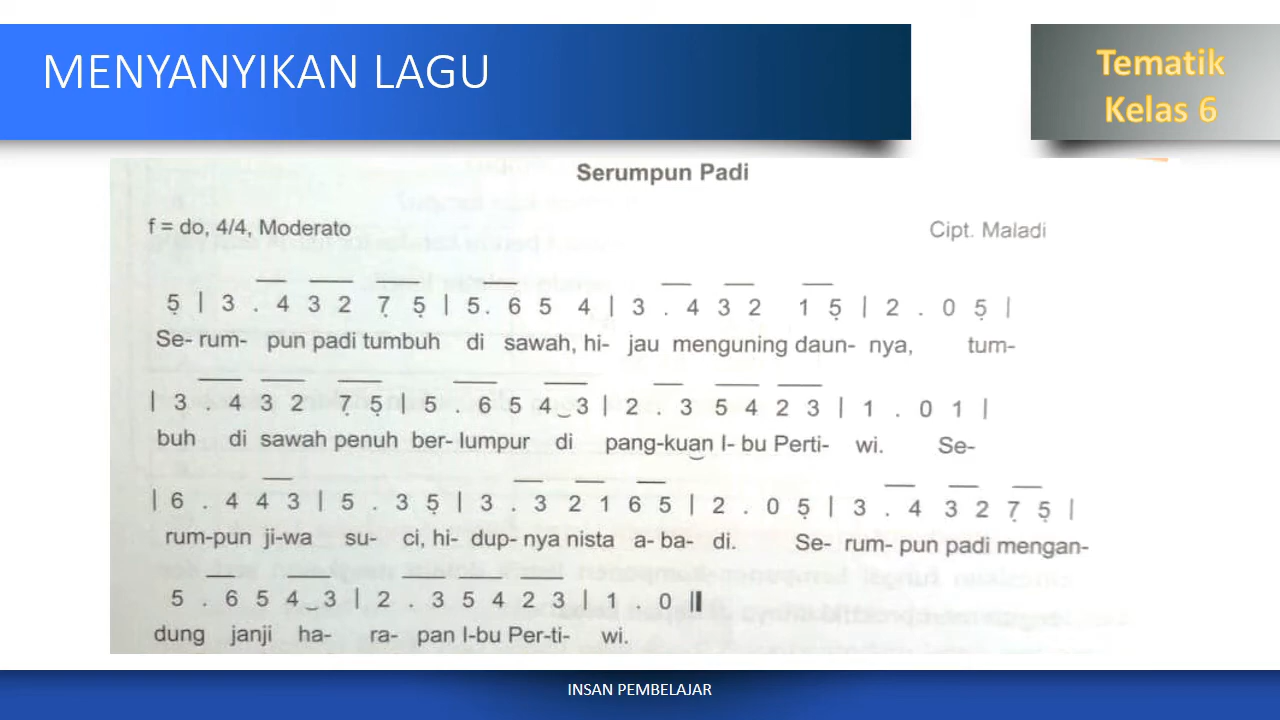 MENYANYIKAN LAGU
Tematik
Kelas 6
Serumpun Padi
f = do, 4/4, Moderato
Cipt. Maladi
5̣ | 3 . 4 3 2 7̣ 5̣ | 5. 6 5 4 | 3 . 4 3 2 1 5̣ | 2 . 0 5̣ |
Se- rum- pun padi tumbuh di sawah, hi- jau menguning daun- nya, tum-
| 3 . 4 3 2 7̣ 5̣ | 5 . 6 5 4 3 | 2 . 3 5 4 2 3 | 1 . 0 1 |
buh di sawah penuh ber- lumpur di pang-kuan I- bu Perti- wi. Se-
| 6 . 4 4 3 | 5 . 3 5̣ | 3 . 3 2 1 6 5 | 2 . 0 5̣ | 3 . 4 3 2 7̣ 5̣ |
rum-pun ji-wa su- ci, hi- dup- nya nista a- ba- di. Se- rum- pun padi mengan-
5 . 6 5 4 3 | 2 . 3 5 4 2 3 | 1 . 0 ||
dung janji ha- ra- pan I-bu Per-ti- wi.
INSAN PEMBELAJAR